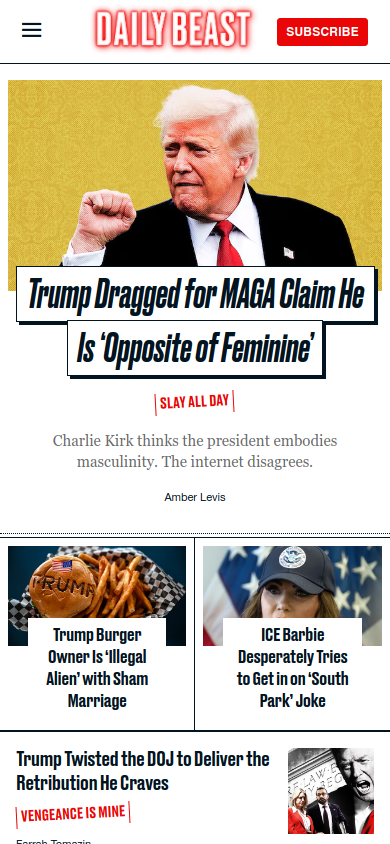 DAILY BEAST
SUBSCRIBE
Trump Dragged for MAGA Claim He
Is ‘Opposite of Feminine’
SLAY ALL DAY
Charlie Kirk thinks the president embodies
masculinity. The internet disagrees.
Amber Levis
TRUMP
Trump Burger
Owner Is ‘Illegal
Alien’ with Sham
Marriage
ICE Barbie
Desperately Tries
to Get in on ‘South
Park’ Joke
Trump Twisted the DOJ to Deliver the
Retribution He Craves
VENGEANCE IS MINE
Farrah Tomazin